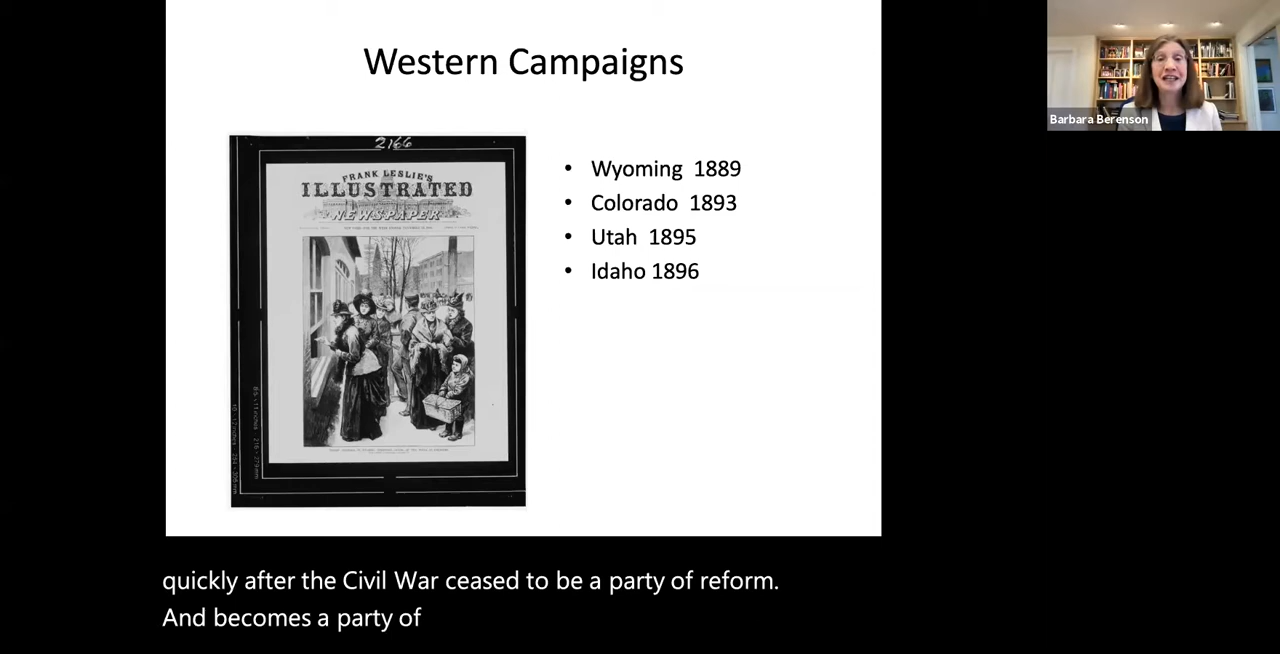 Western Campaigns
2166
FRANK LESLIE'S
ILLUSTRATED
NEWSPAPER
• Wyoming 1889
• Colorado 1893
• Utah 1895
• Idaho 1896
Barbara Berenson
quickly after the Civil War ceased to be a party of reform.
And becomes a party of